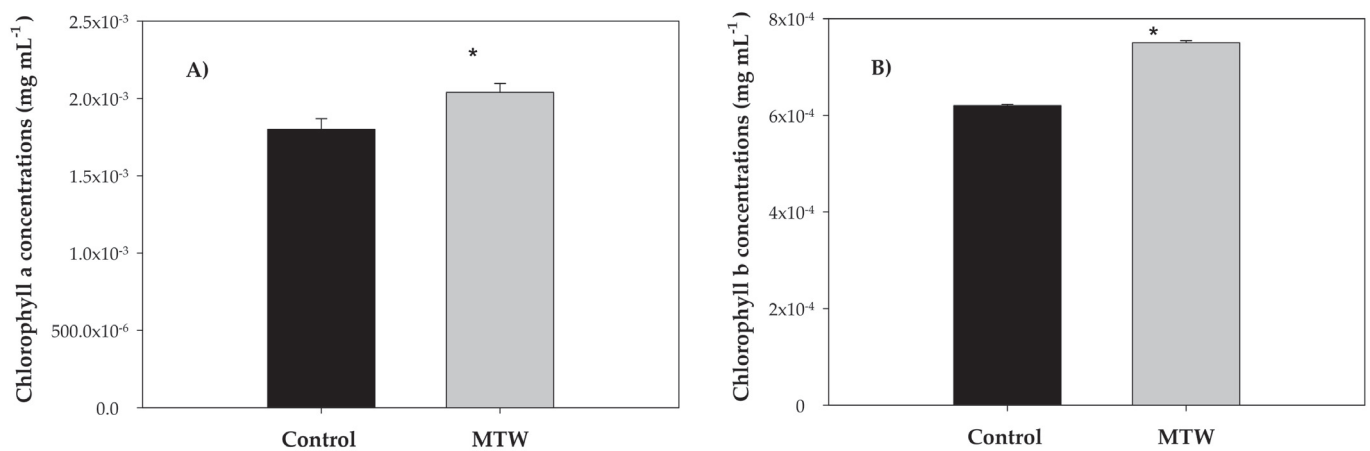 Chlorophyll a concentrations (mg mL⁻¹)
2.5x10⁻³
2.0x10⁻³
1.5x10⁻³
1.0x10⁻³
500.0x10⁻⁶
0.0
A)
*
Control
MTW
Chlorophyll b concentrations (mg mL⁻¹)
8x10⁻⁴
6x10⁻⁴
4x10⁻⁴
2x10⁻⁴
0
B)
*
Control
MTW